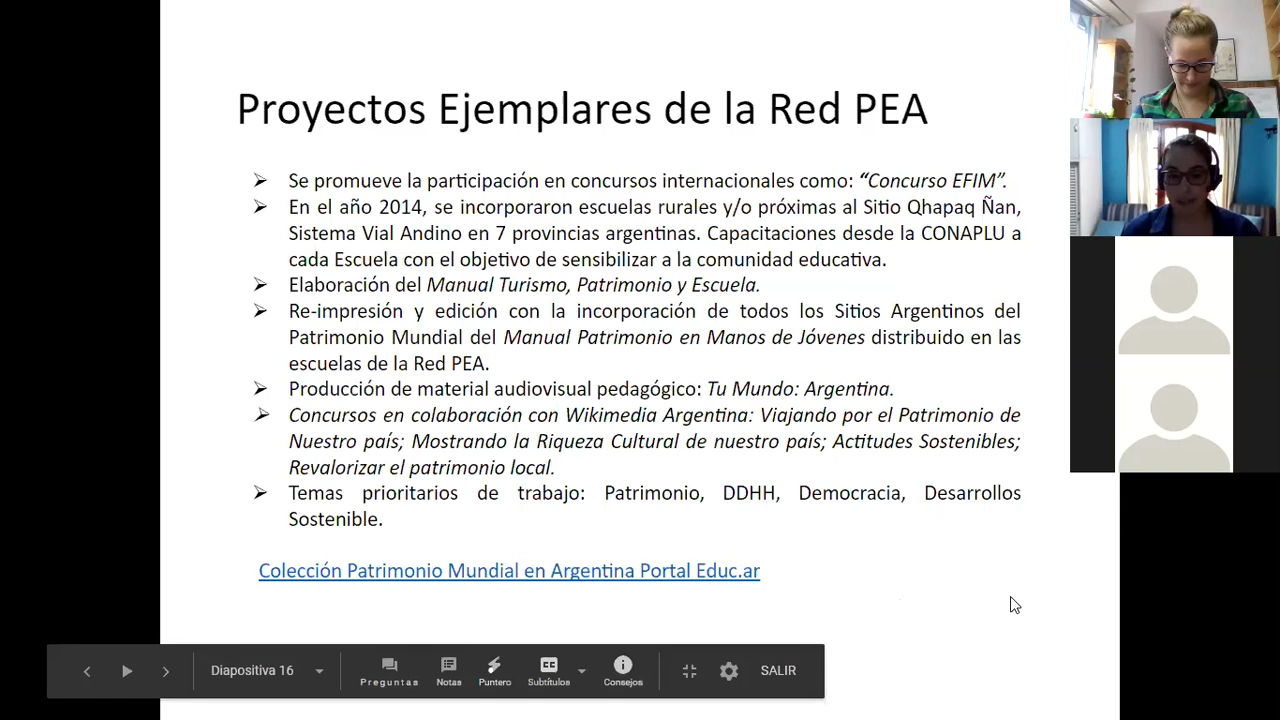 Proyectos Ejemplares de la Red PEA
Se promueve la participación en concursos internacionales como: “Concurso EFIM”.
En el año 2014, se incorporaron escuelas rurales y/o próximas al Sitio Qhapaq Ñan,
Sistema Vial Andino en 7 provincias argentinas. Capacitaciones desde la CONAPLU a
cada Escuela con el objetivo de sensibilizar a la comunidad educativa.
Elaboración del Manual Turismo, Patrimonio y Escuela.
Re-impresión y edición con la incorporación de todos los Sitios Argentinos del
Patrimonio Mundial del Manual Patrimonio en Manos de Jóvenes distribuido en las
escuelas de la Red PEA.
Producción de material audiovisual pedagógico: Tu Mundo: Argentina.
Concursos en colaboración con Wikimedia Argentina: Viajando por el Patrimonio de
Nuestro país; Mostrando la Riqueza Cultural de nuestro país; Actitudes Sostenibles;
Revalorizar el patrimonio local.
Temas prioritarios de trabajo: Patrimonio, DDHH, Democracia, Desarrollos
Sostenible.
Colección Patrimonio Mundial en Argentina Portal Educ.ar
Diapositiva 16
Preguntas
Notas
Puntero
CC
Subtítulos
Consejos
SALIR